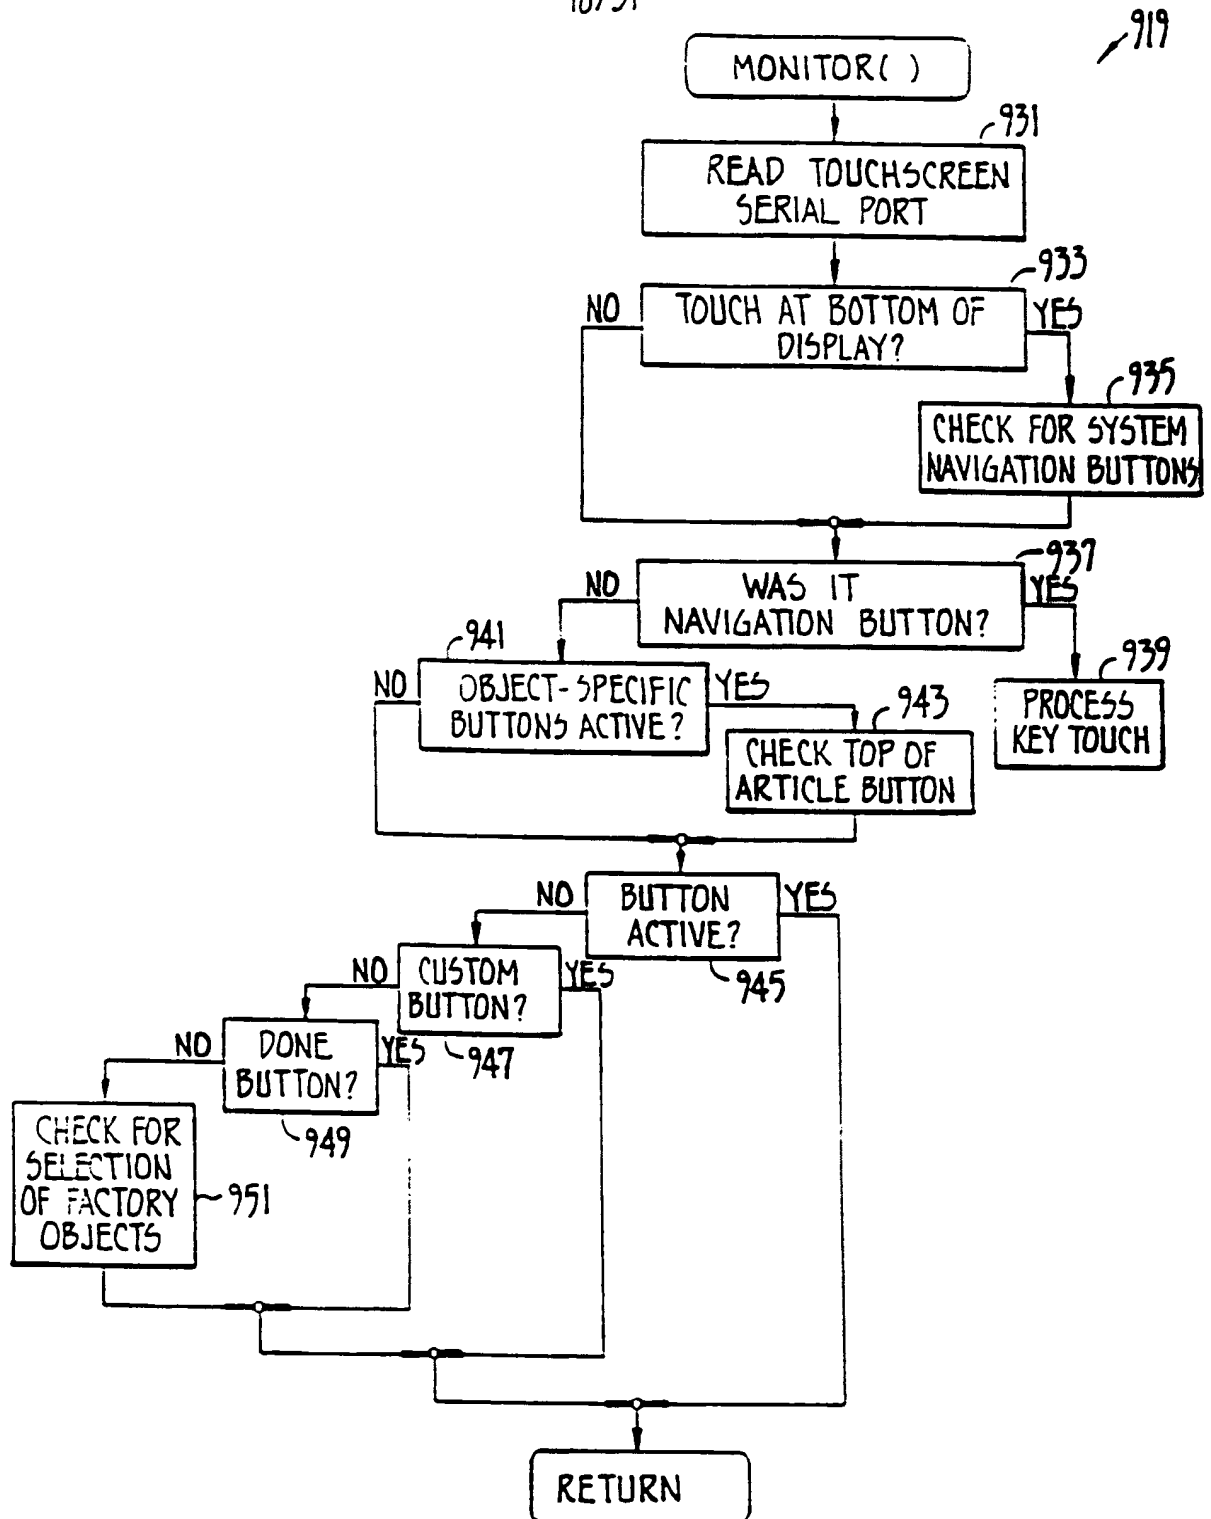 919
MONITOR( )
931
READ TOUCHSCREEN
SERIAL PORT
933
NO
TOUCH AT BOTTOM OF
DISPLAY?
YES
935
CHECK FOR SYSTEM
NAVIGATION BUTTONS
937
NO
WAS IT
NAVIGATION BUTTON?
YES
941
939
NO
OBJECT-SPECIFIC
BUTTONS ACTIVE?
YES
943
PROCESS
KEY TOUCH
CHECK TOP OF
ARTICLE BUTTON
NO
BUTTON
ACTIVE?
YES
945
NO
CUSTOM
BUTTON?
YES
947
NO
DONE
BUTTON?
YES
949
CHECK FOR
SELECTION
OF FACTORY
OBJECTS
951
RETURN